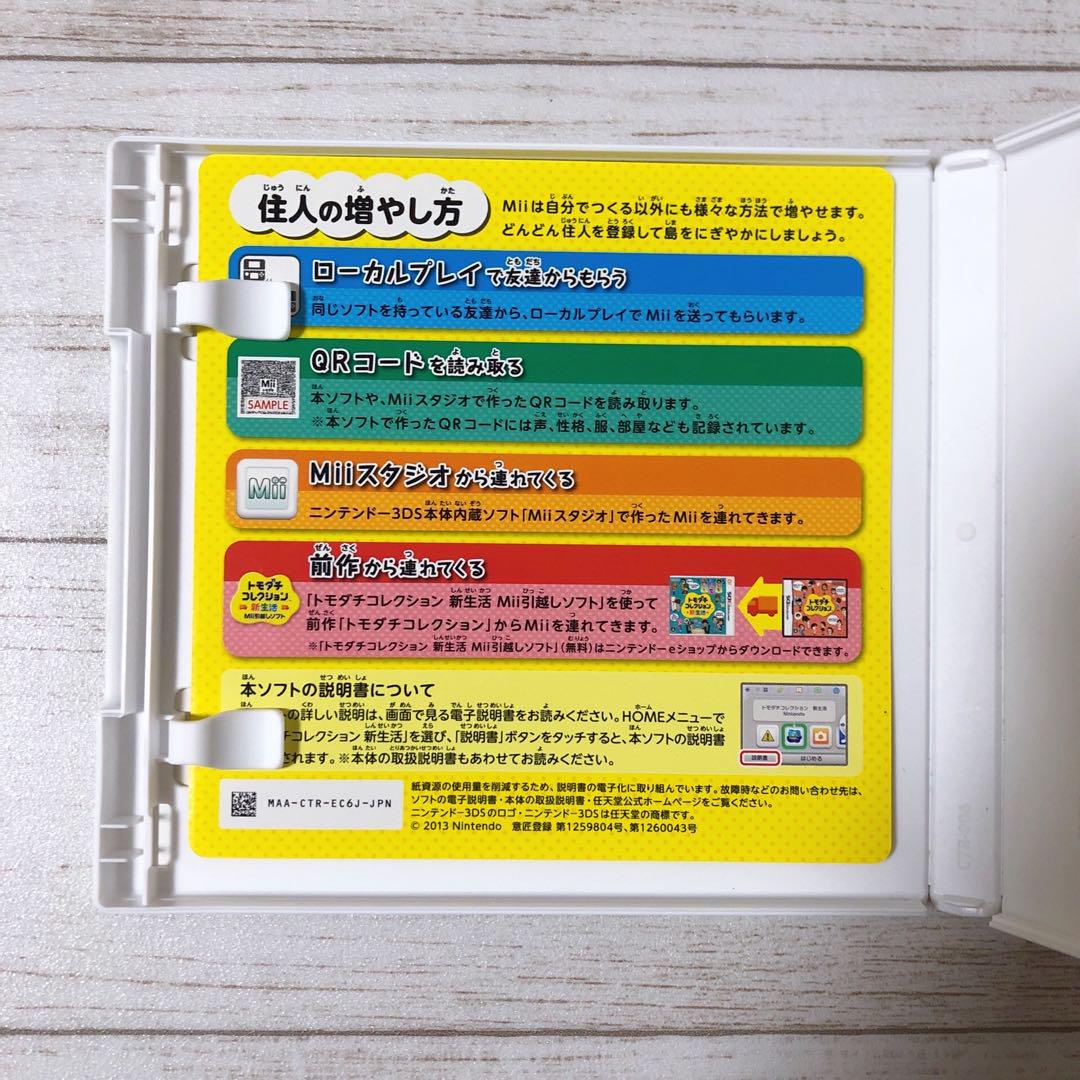 住人の増やし方
Miiは自分でつくる以外にも様々な方法で増やせます。
どんどん住人を登録して島をにぎやかにしましょう。
ローカルプレイで友達からもらう
同じソフトを持っている友達から、ローカルプレイでMiiを送ってもらいます。
Mii
SAMPLE
QRコードを読み取る
本ソフトや、Miiスタジオで作ったQRコードを読み取ります。
※本ソフトで作ったQRコードには声、性格、服、部屋なども記録されています。
Mii
Miiスタジオから連れてくる
ニンテンドー3DS本体内蔵ソフト「Miiスタジオ」で作ったMiiを連れてきます。
トモダチ
コレクション
新生活
Mii引越しソフト
前作から連れてくる
「トモダチコレクション 新生活 Mii引越しソフト」を使って
前作「トモダチコレクション」からMiiを連れてきます。
※「トモダチコレクション 新生活 Mii引越しソフト」(無料)はニンテンドーeショップからダウンロードできます。
トモダチ
コレクション
新生活
トモダチ
コレクション
本ソフトの説明書について
の詳しい説明は、画面で見る電子説明書をお読みください。HOMEメニューで
チコレクション 新生活」を選び、「説明書」ボタンをタッチすると、本ソフトの説明書
されます。※本体の取扱説明書もあわせてお読みください。
トモダチコレクション 新生活
Nintendo
説明書
はじめる
MAA-CTR-EC6J-JPN
紙資源の使用量を削減するため、説明書の電子化に取り組んでいます。故障時などのお問い合わせ先は、
ソフトの電子説明書・本体の取扱説明書・任天堂公式ホームページをご覧ください。
ニンテンドー3DSのロゴ・ニンテンドー3DSは任天堂の商標です。
© 2013 Nintendo 意匠登録 第1259804号、第1260043号